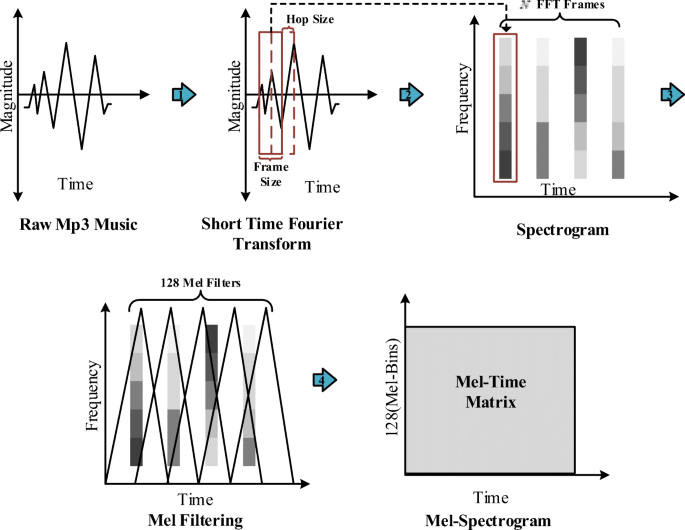 Magnitude
Time
Raw Mp3 Music
1
Hop Size
Magnitude
Frame
Size
Time
Short Time Fourier
Transform
2
N FFT Frames
Frequency
Time
Spectrogram
3
128 Mel Filters
Frequency
Time
Mel Filtering
4
128(Mel-Bins)
Mel-Time
Matrix
Time
Mel-Spectrogram